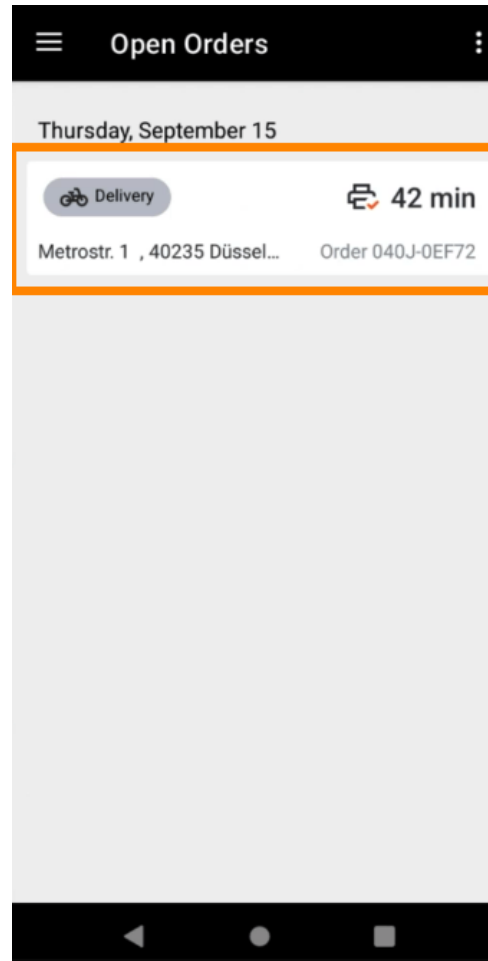 Open Orders
Thursday, September 15
Delivery 42 min
Metrostr. 1 , 40235 Düssel... Order 040J-0EF72